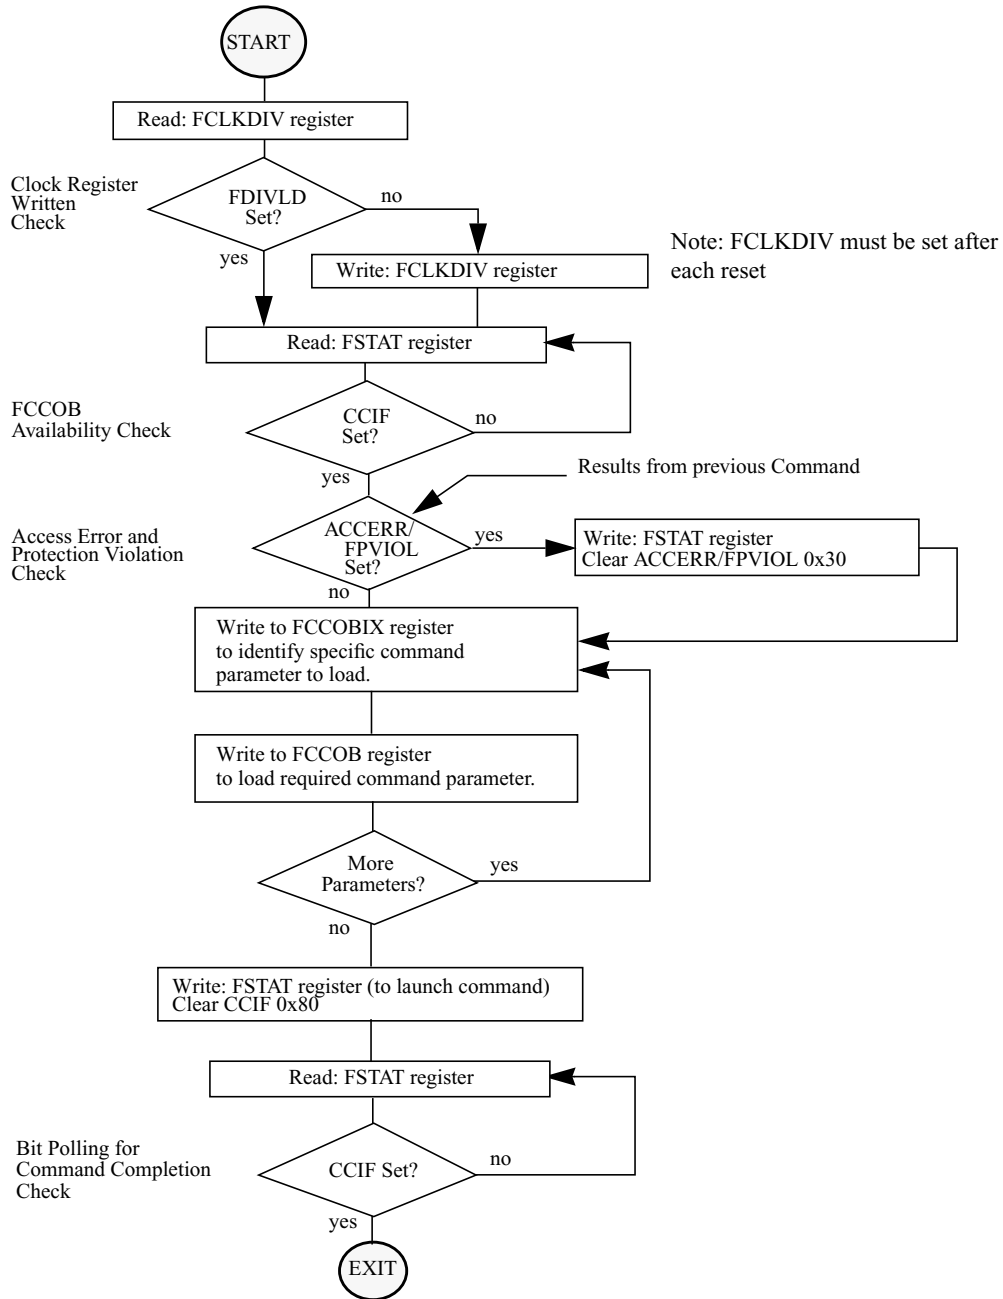 START
Read: FCLKDIV register
Clock Register
Written
Check
FDIVLD
Set?
no
yes
Note: FCLKDIV must be set after
each reset
Write: FCLKDIV register
Read: FSTAT register
FCCOB
Availability Check
CCIF
Set?
no
yes
Results from previous Command
Access Error and
Protection Violation
Check
ACCERR/
FPVIOL
Set?
yes
no
Write: FSTAT register
Clear ACCERR/FPVIOL 0x30
Write to FCCOBIX register
to identify specific command
parameter to load.
Write to FCCOB register
to load required command parameter.
More
Parameters?
yes
no
Write: FSTAT register (to launch command)
Clear CCIF 0x80
Read: FSTAT register
Bit Polling for
Command Completion
Check
CCIF Set?
no
yes
EXIT